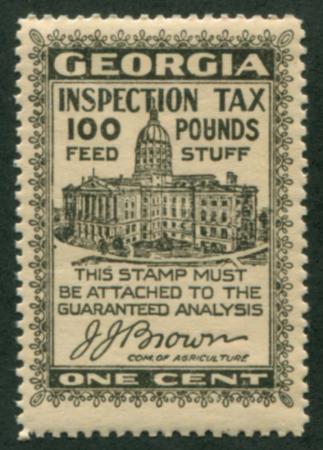 GEORGIA
INSPECTION TAX
100 POUNDS
FEED STUFF
THIS STAMP MUST
BE ATTACHED TO THE
GUARANTEED ANALYSIS
J.J. Brown
COM. OF AGRICULTURE
ONE CENT